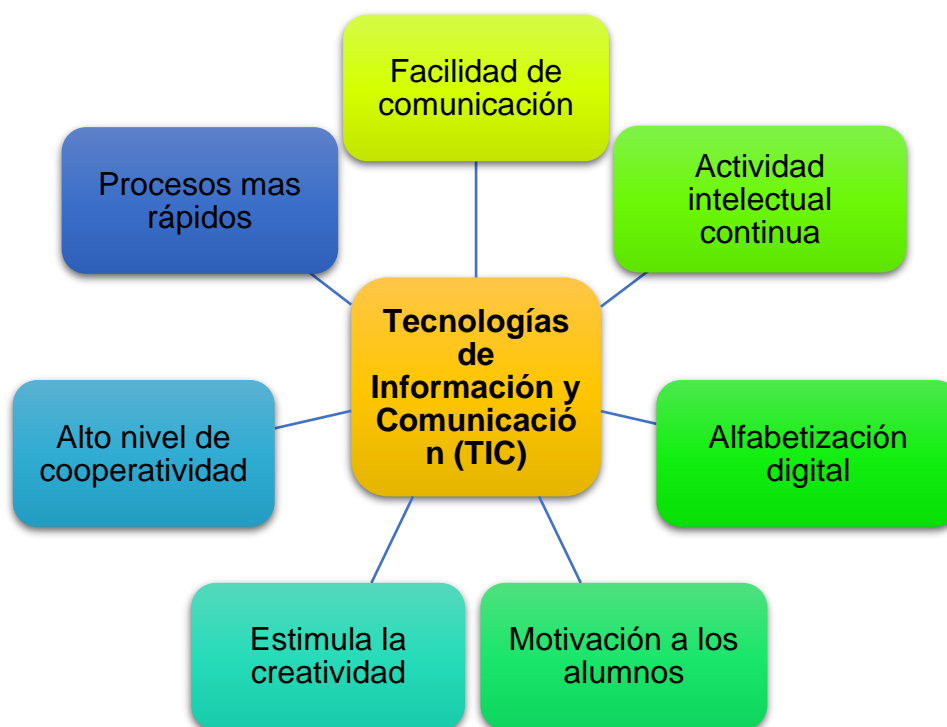 Facilidad de
comunicación
Actividad
intelectual
continua
Procesos mas
rápidos
Tecnologías
de
Información y
Comunicació
n (TIC)
Alto nivel de
cooperatividad
Alfabetización
digital
Estimula la
creatividad
Motivación a los
alumnos